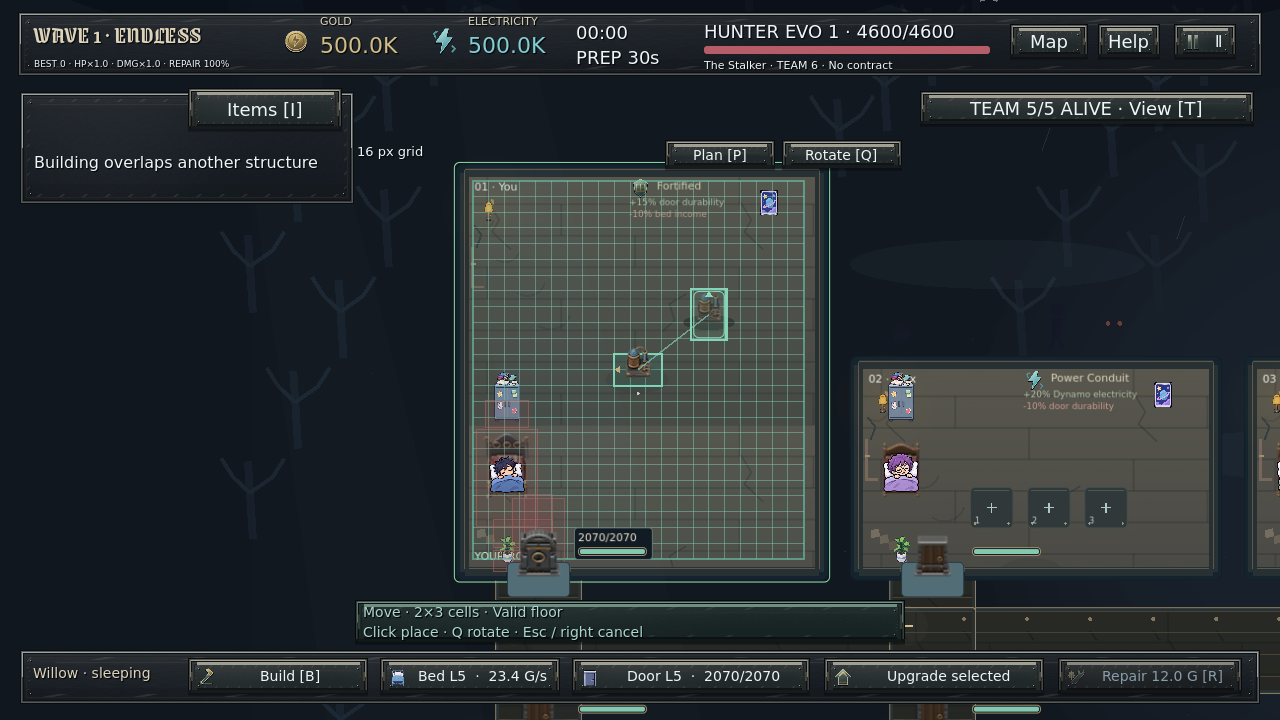 WAVE 1 · ENDLESS
BEST 0 · HP×1.0 · DMG×1.0 · REPAIR 100%
GOLD
500.0K
ELECTRICITY
500.0K
00:00
PREP 30s
HUNTER EVO 1 · 4600/4600
The Stalker · TEAM 6 · No contract
Map
Help
Items [I]
Building overlaps another structure
16 px grid
TEAM 5/5 ALIVE · View [T]
Plan [P]
Rotate [Q]
01 · You
Fortified
+15% door durability
-10% bed income
2070/2070
02 ·
Power Conduit
+20% Dynamo electricity
-10% door durability
03
1
2
3
Move · 2×3 cells · Valid floor
Click place · Q rotate · Esc / right cancel
Willow · sleeping
Build [B]
Bed L5 · 23.4 G/s
Door L5 · 2070/2070
Upgrade selected
Repair 12.0 G [R]